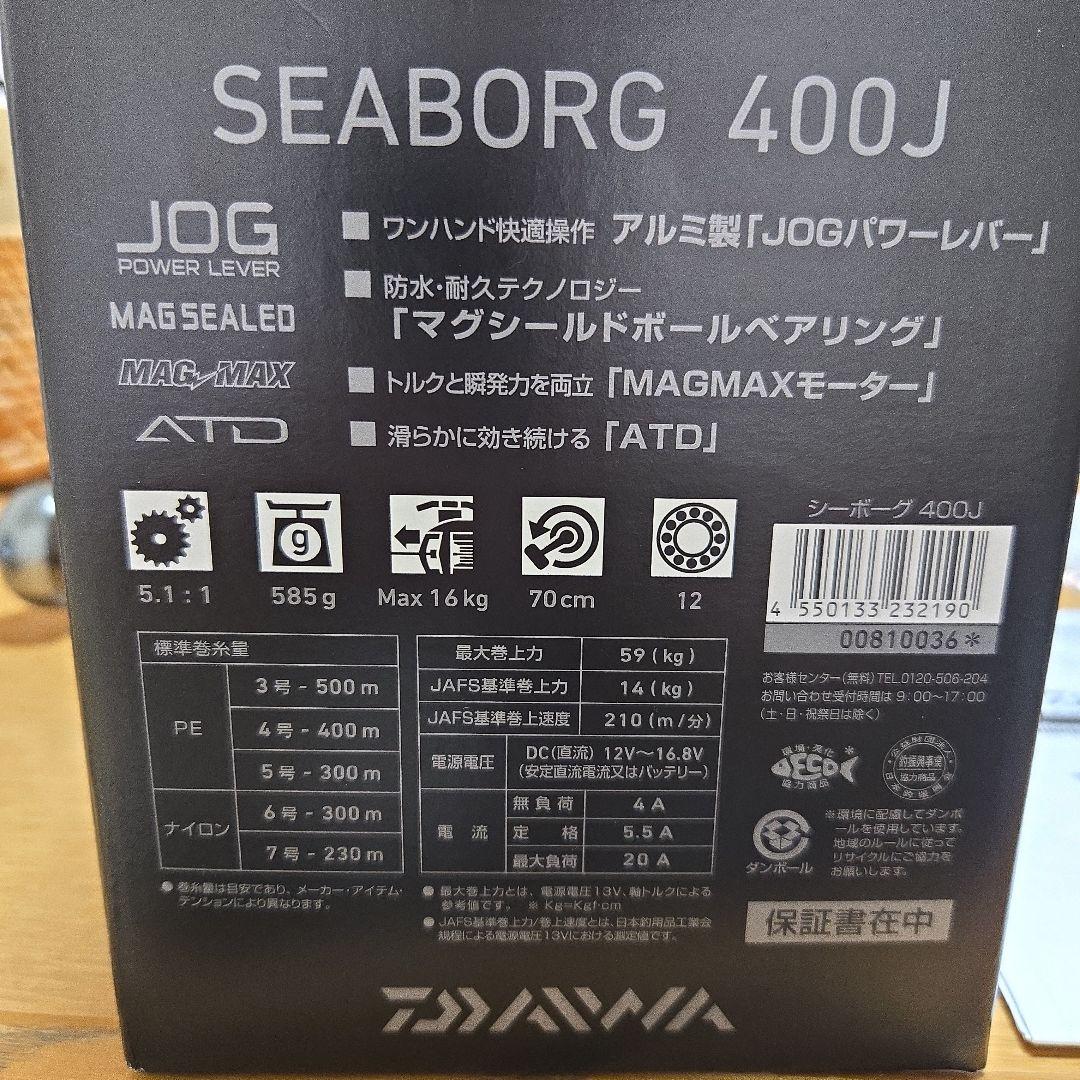 SEABORG 400J
JOG
POWER LEVER
MAGSEALED
MAG MAX
ATD
■ ワンハンド快適操作 アルミ製「JOGパワーレバー」
■ 防水・耐久テクノロジー
「マグシールドボールベアリング」
■ トルクと瞬発力を両立「MAGMAXモーター」
■ 滑らかに効き続ける「ATD」
g
5.1:1
585g
Max 16kg
70cm
12
シーボーグ 400J
4 550133 232190
00810036*
お客様センター(無料)TEL.0120-506-204
お問い合わせ受付時間は 9:00〜17:00
(土・日・祝祭日は除く)
標準巻糸量
PE
3号-500m
4号-400m
5号-300m
ナイロン
6号-300m
7号-230m
●巻糸量は目安であり、メーカー・アイテム・
テンションにより異なります。
最大巻上力 59(kg)
JAFS基準巻上力 14(kg)
JAFS基準巻上速度 210(m/分)
電源電圧 DC(直流) 12V〜16.8V
(安定直流電流又はバッテリー)
電流
無負荷 4A
定格 5.5A
最大負荷 20A
●最大巻上力とは、電源電圧13V、軸トルクによる
参考値です。 ※Kg=Kgf・cm
●JAFS基準巻上力/巻上速度とは、日本釣用品工業会
規程による電源電圧13Vにおける測定値です。
環境・美化
ECO
協力商品
*
協力商品
ダンボール
※環境に配慮してダンボ
ールを使用しています。
地域のルールに従って
リサイクルにご協力を
お願いします。
保証書在中
DAIWA